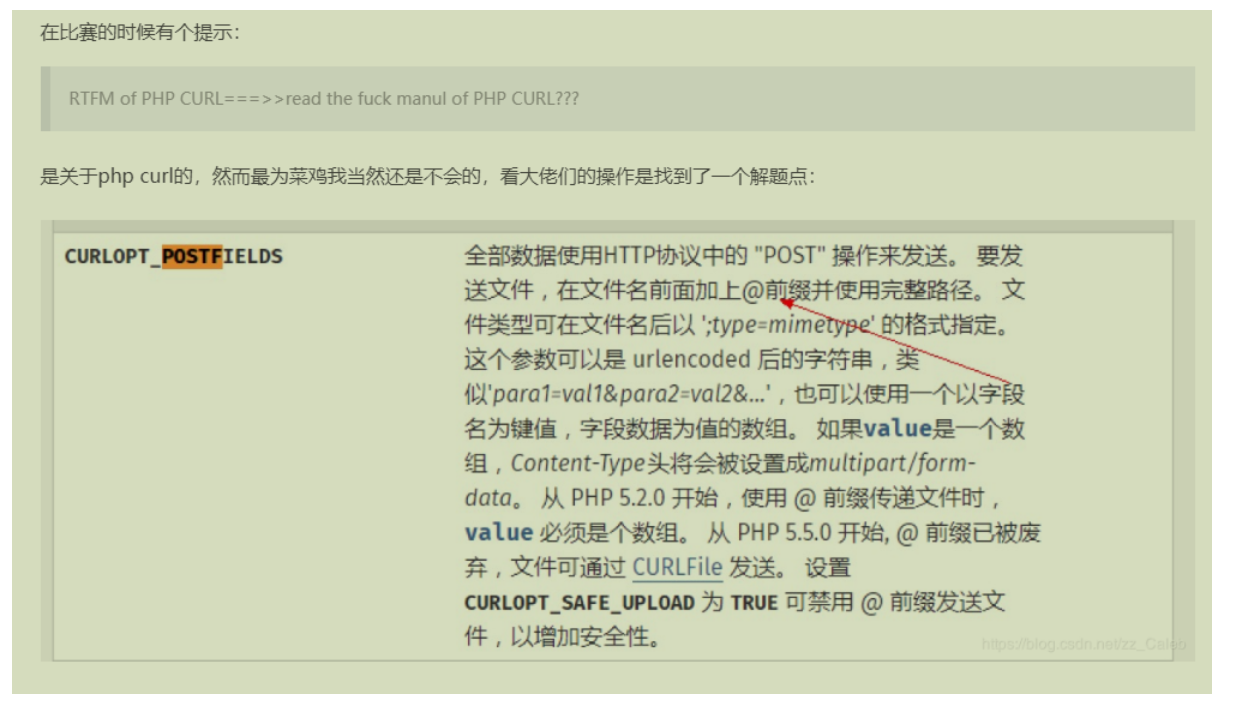 在比赛的时候有个提示：
RTFM of PHP CURL===>>read the fuck manul of PHP CURL???
是关于php curl的，然而最为菜鸡我当然还是不会的，看大佬们的操作是找到了一个解题点：
CURLOPT_POSTFIELDS
全部数据使用HTTP协议中的 "POST" 操作来发送。 要发
送文件，在文件名前面加上@前缀并使用完整路径。 文
件类型可在文件名后以 ';type=mimetype' 的格式指定。
这个参数可以是 urlencoded 后的字符串，类
似'para1=val1&para2=val2&...'，也可以使用一个以字段
名为键值，字段数据为值的数组。 如果value是一个数
组，Content-Type头将会被设置成multipart/form-
data。 从 PHP 5.2.0 开始，使用 @ 前缀传递文件时，
value 必须是个数组。 从 PHP 5.5.0 开始, @ 前缀已被废
弃，文件可通过 CURLFile 发送。 设置
CURLOPT_SAFE_UPLOAD 为 TRUE 可禁用 @ 前缀发送文
件，以增加安全性。
https://blog.csdn.net/zz_Caleo